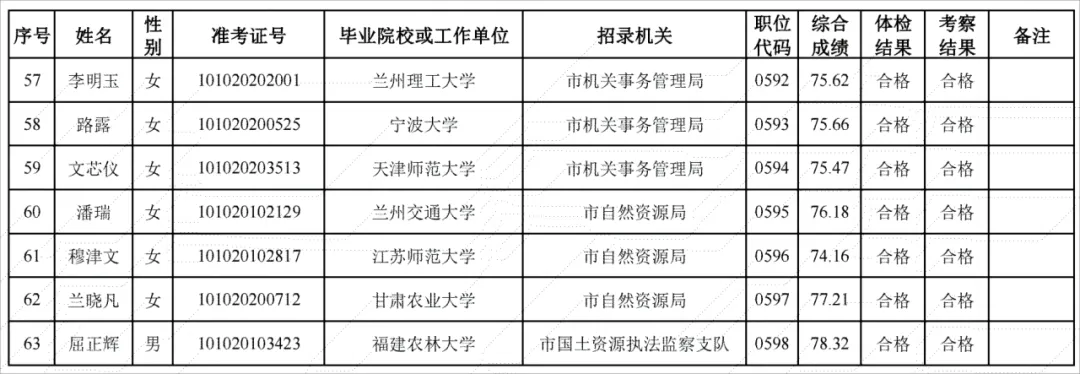 序号 姓名 性别 准考证号 毕业院校或工作单位 招录机关 职位代码 综合成绩 体检结果 考察结果 备注
57 李明玉 女 101020202001 兰州理工大学 市机关事务管理局 0592 75.62 合格 合格
58 路露 女 101020200525 宁波大学 市机关事务管理局 0593 75.66 合格 合格
59 文芯仪 女 101020203513 天津师范大学 市机关事务管理局 0594 75.47 合格 合格
60 潘瑞 女 101020102129 兰州交通大学 市自然资源局 0595 76.18 合格 合格
61 穆津文 女 101020102817 江苏师范大学 市自然资源局 0596 74.16 合格 合格
62 兰晓凡 女 101020200712 甘肃农业大学 市自然资源局 0597 77.21 合格 合格
63 屈正辉 男 101020103423 福建农林大学 市国土资源执法监察支队 0598 78.32 合格 合格